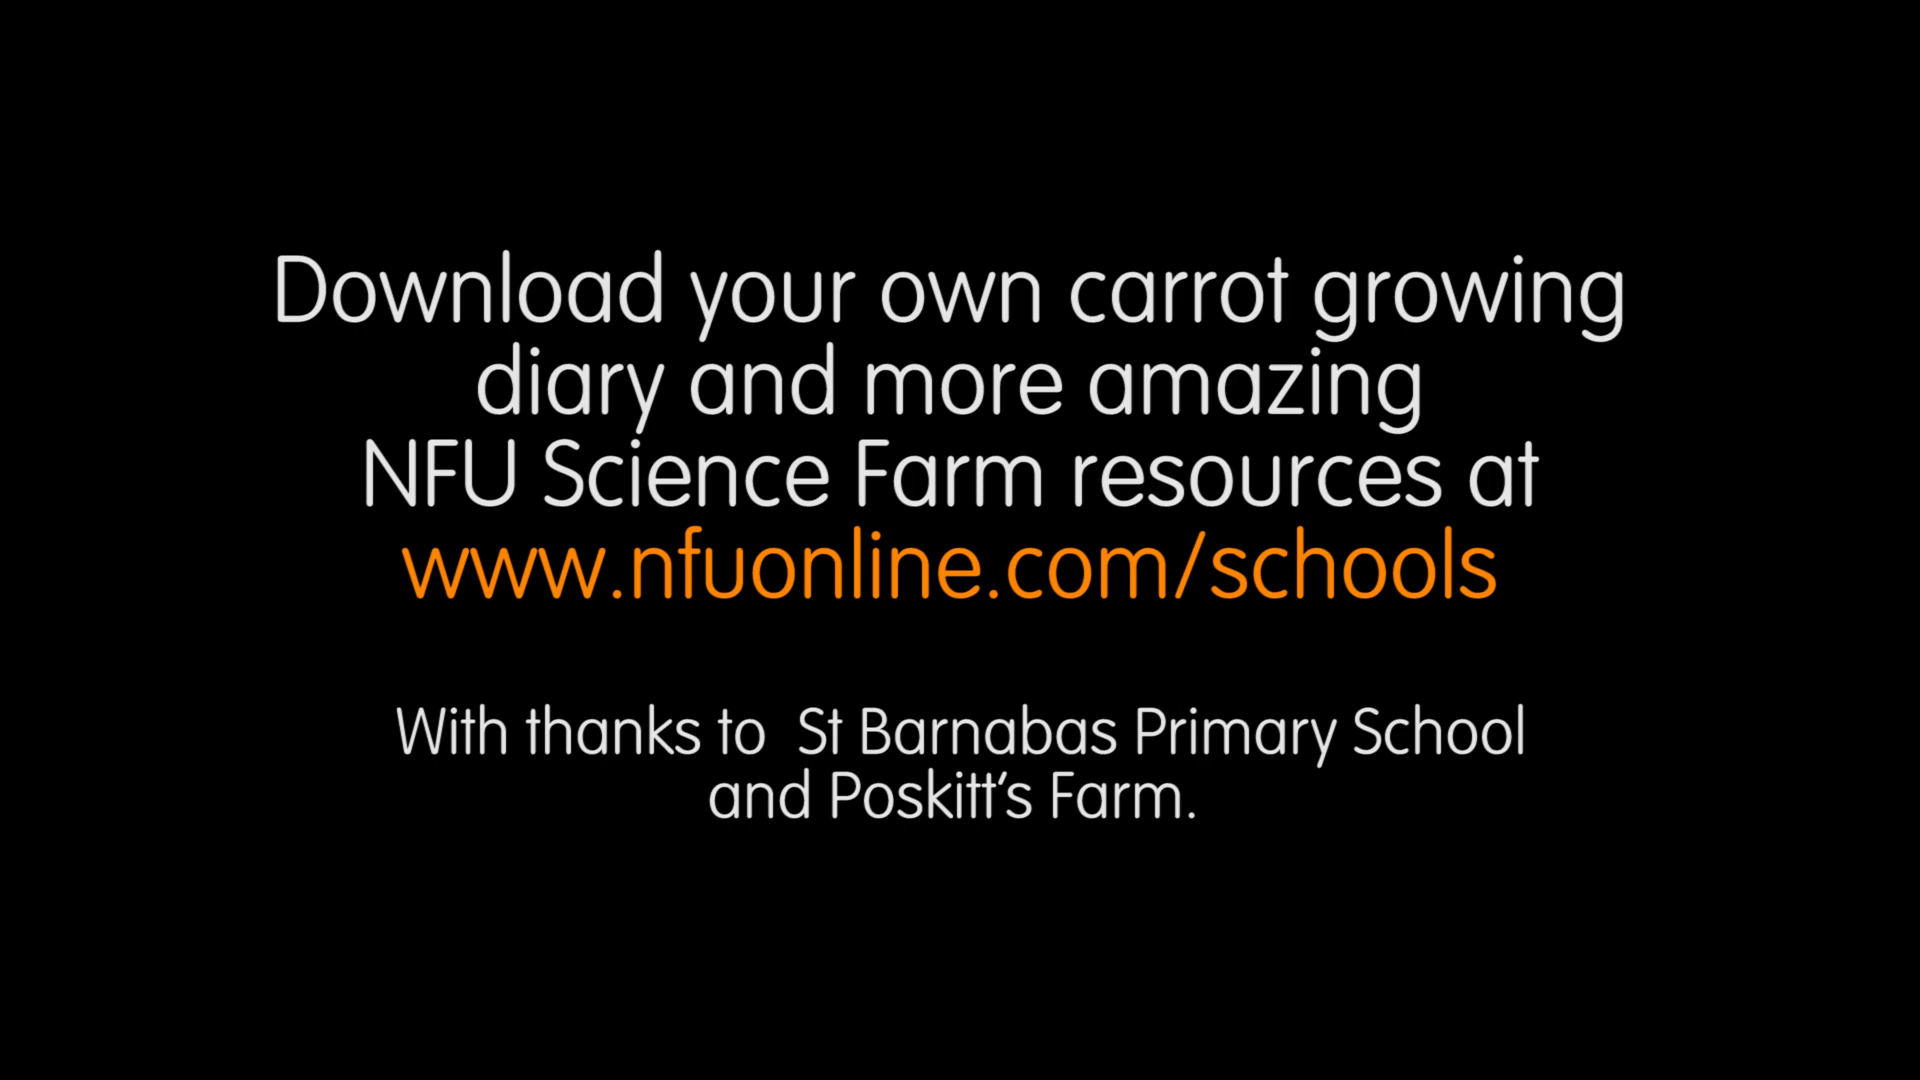 Download your own carrot growing
diary and more amazing
NFU Science Farm resources at
www.nfuonline.com/schools
With thanks to  St Barnabas Primary School
and Poskitt’s Farm.